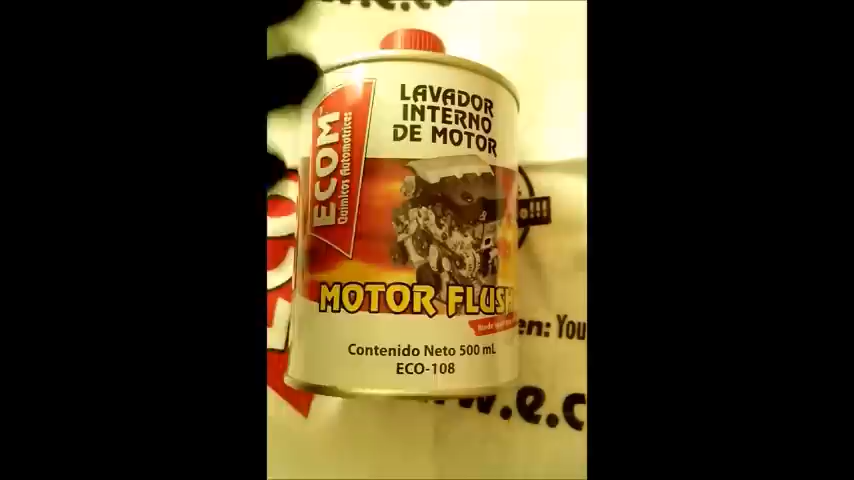 LAVADOR
INTERNO
DE MOTOR
ECOM
Químicos Automotrices
MOTOR FLUSH
Contenido Neto 500 mL
ECO-108
en: You
w.e.c